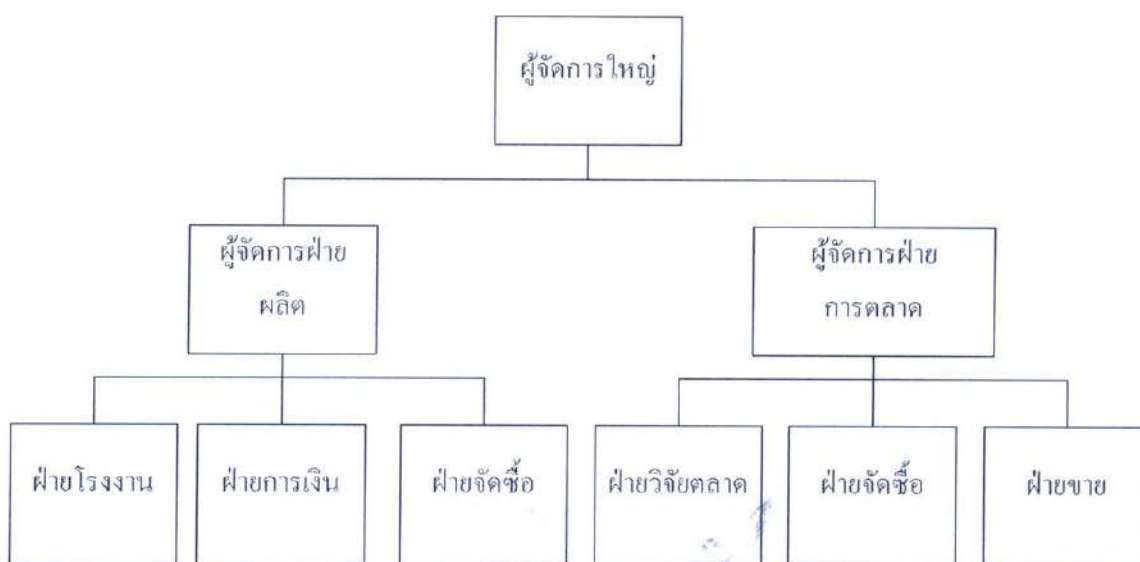 ผู้จัดการใหญ่
ผู้จัดการฝ่าย
ผลิต
ผู้จัดการฝ่าย
การตลาด
ฝ่ายโรงงาน
ฝ่ายการเงิน
ฝ่ายจัดซื้อ
ฝ่ายวิจัยตลาด
ฝ่ายจัดซื้อ
ฝ่ายขาย